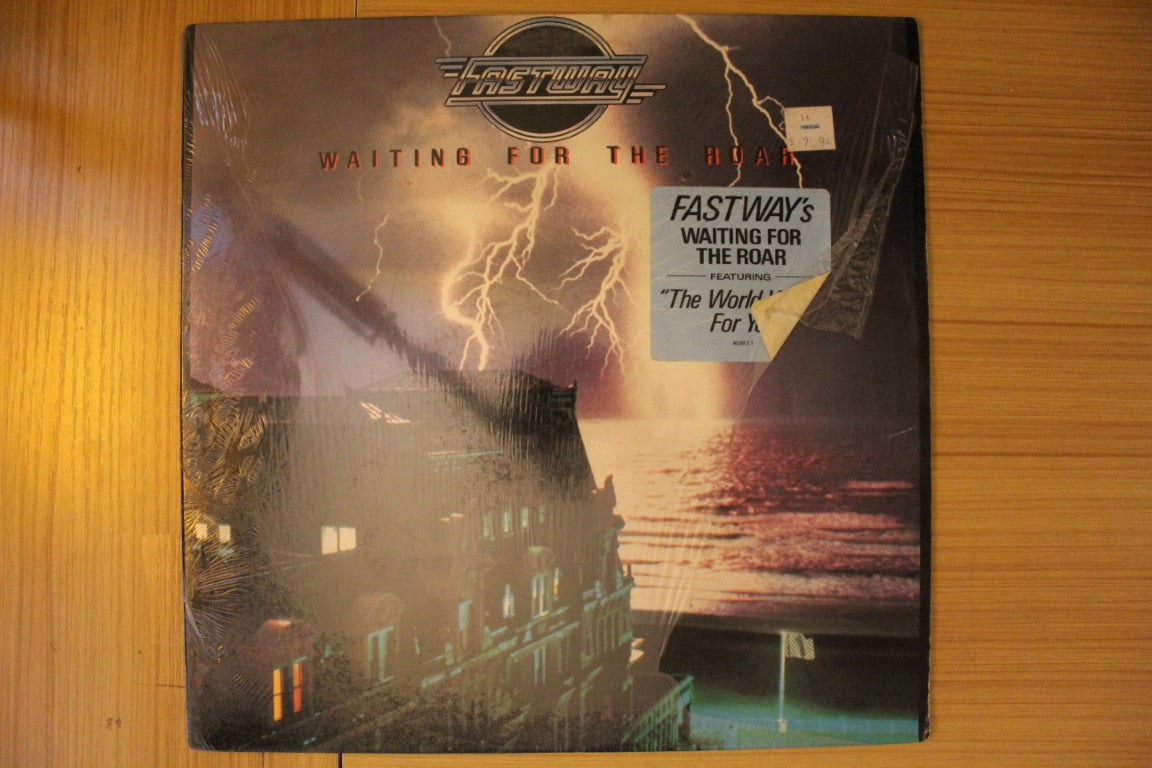 FASTWAY
WAITING FOR THE ROAR
FASTWAY's
WAITING FOR
THE ROAR
FEATURING
"The World
For